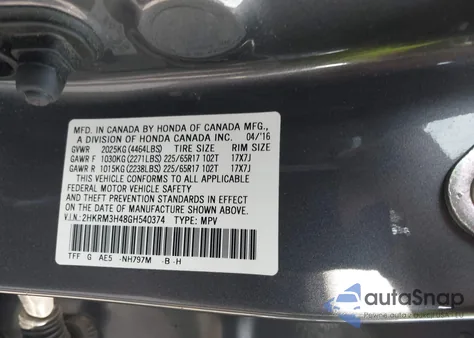 MFD. IN CANADA BY HONDA OF CANADA MFG.,
A DIVISION OF HONDA CANADA INC. 04/'16
GVWR 2025KG(4464LBS) TIRE SIZE RIM SIZE
GAWR F 1030KG(2271LBS) 225/65R17 102T 17X7J
GAWR R 1015KG(2238LBS) 225/65R17 102T 17X7J
THIS VEHICLE CONFORMS TO ALL APPLICABLE
FEDERAL MOTOR VEHICLE SAFETY
AND THEFT PREVENTION STANDARDS IN EFFECT
ON THE DATE OF MANUFACTURE SHOWN ABOVE.
V.I.N.:2HKRM3H48GH540374 TYPE: MPV
TFF G AE5 -NH797M -B-H
autoSnap
Pewne auto z USA